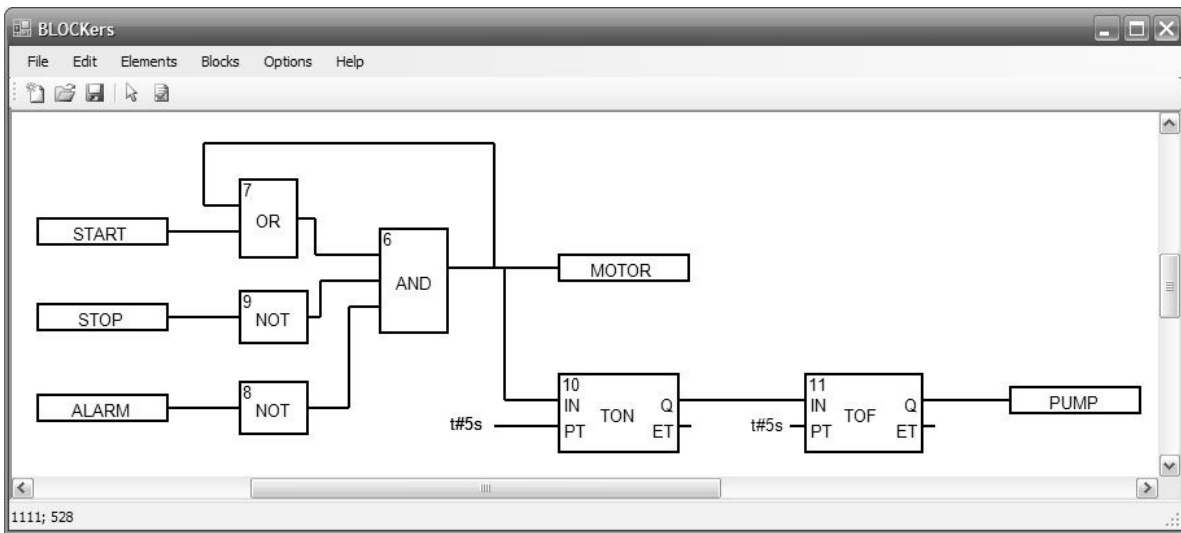 BLOCKers
File Edit Elements Blocks Options Help
7
OR
START
6
AND
MOTOR
9
NOT
STOP
8
NOT
ALARM
10
IN TON Q
t#5s PT ET
11
IN TOF Q
t#5s PT ET
PUMP
1111; 528